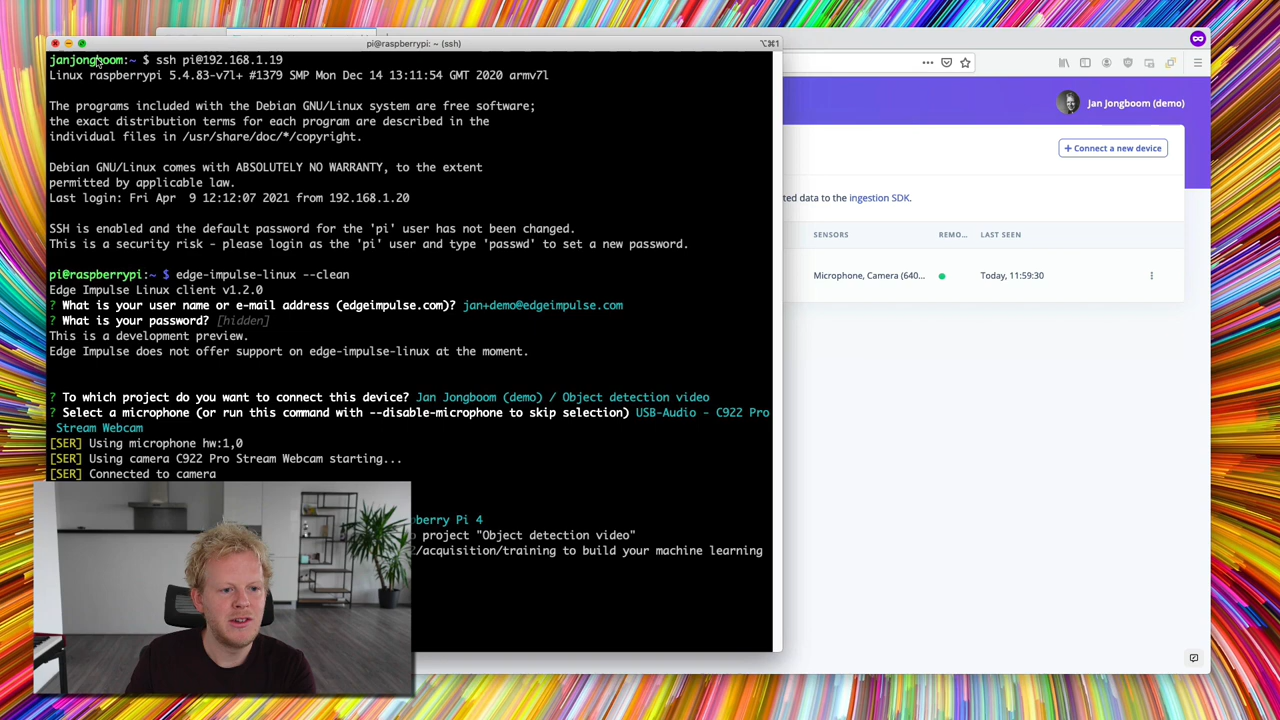 pi@raspberrypi: ~ (ssh)
⌥⌘1
janjongboom:~ $ ssh pi@192.168.1.19
Linux raspberrypi 5.4.83-v7l+ #1379 SMP Mon Dec 14 13:11:54 GMT 2020 armv7l
The programs included with the Debian GNU/Linux system are free software;
the exact distribution terms for each program are described in the
individual files in /usr/share/doc/*/copyright.
Debian GNU/Linux comes with ABSOLUTELY NO WARRANTY, to the extent
permitted by applicable law.
Last login: Fri Apr  9 12:12:07 2021 from 192.168.1.20
SSH is enabled and the default password for the 'pi' user has not been changed.
This is a security risk - please login as the 'pi' user and type 'passwd' to set a new password.
pi@raspberrypi:~ $ edge-impulse-linux --clean
Edge Impulse Linux client v1.2.0
? What is your user name or e-mail address (edgeimpulse.com)? jan+demo@edgeimpulse.com
? What is your password? [hidden]
This is a development preview.
Edge Impulse does not offer support on edge-impulse-linux at the moment.
? To which project do you want to connect this device? Jan Jongboom (demo) / Object detection video
? Select a microphone (or run this command with --disable-microphone to skip selection) USB-Audio - C922 Pro
Stream Webcam
[SER] Using microphone hw:1,0
[SER] Using camera C922 Pro Stream Webcam starting...
[SER] Connected to camera
berry Pi 4
project "Object detection video"
/acquisition/training to build your machine learning
Jan Jongboom (demo)
+ Connect a new device
ted data to the ingestion SDK.
SENSORS
REMO...
LAST SEEN
Microphone, Camera (640...
Today, 11:59:30